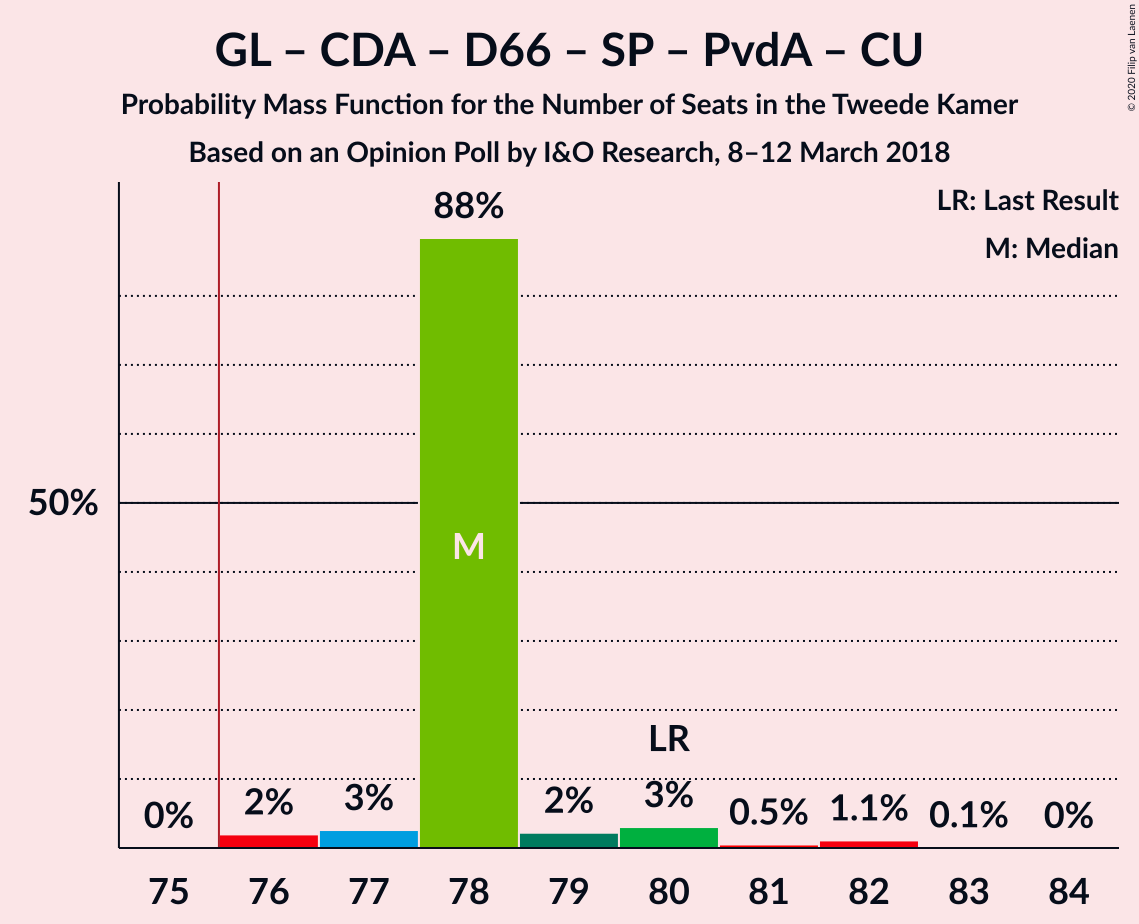 GL – CDA – D66 – SP – PvdA – CU
Probability Mass Function for the Number of Seats in the Tweede Kamer
Based on an Opinion Poll by I&O Research, 8–12 March 2018
© 2020 Filip van Laenen
LR: Last Result
M: Median
88%
50%
M
LR
0% 2% 3% 2% 3% 0.5% 1.1% 0.1% 0%
75 76 77 78 79 80 81 82 83 84